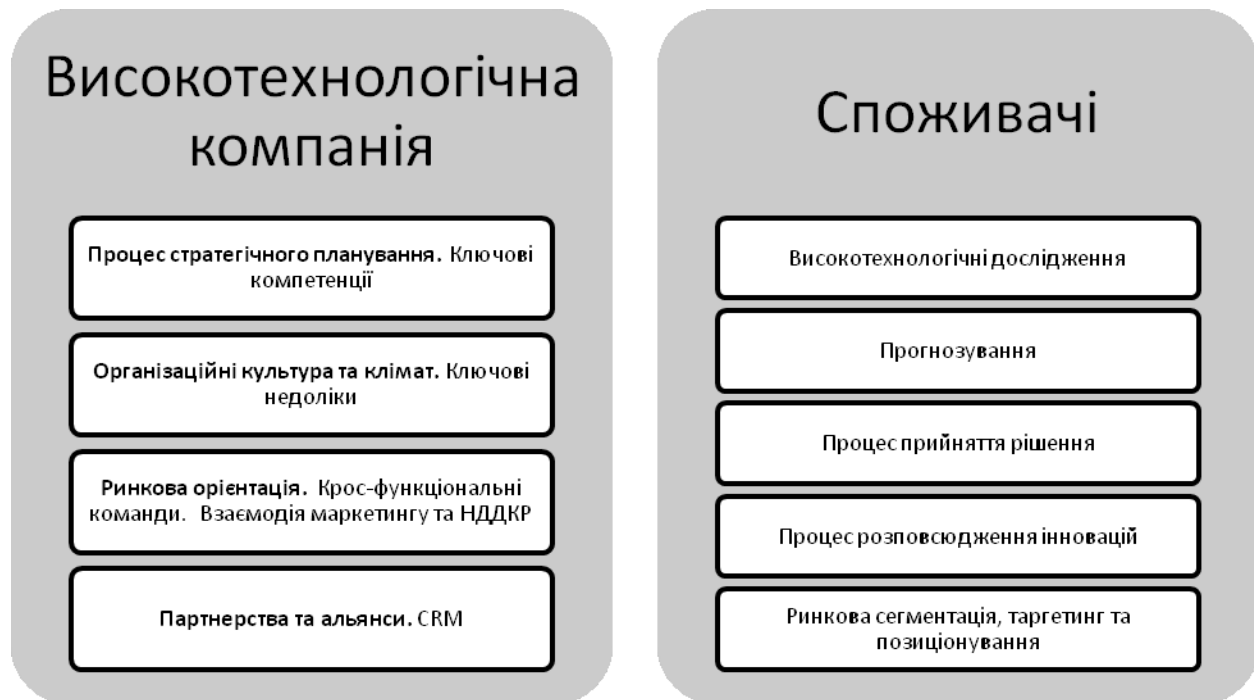 Високотехнологічна
компанія
Процес стратегічного планування. Ключові
компетенції
Організаційні культура та клімат. Ключові
недоліки
Ринкова орієнтація. Крос-функціональні
команди. Взаємодія маркетингу та НДДКР
Партнерства та альянси. CRM
Споживачі
Високотехнологічні дослідження
Прогнозування
Процес прийняття рішення
Процес розповсюдження інновацій
Ринкова сегментація, таргетинг та
позиціонування